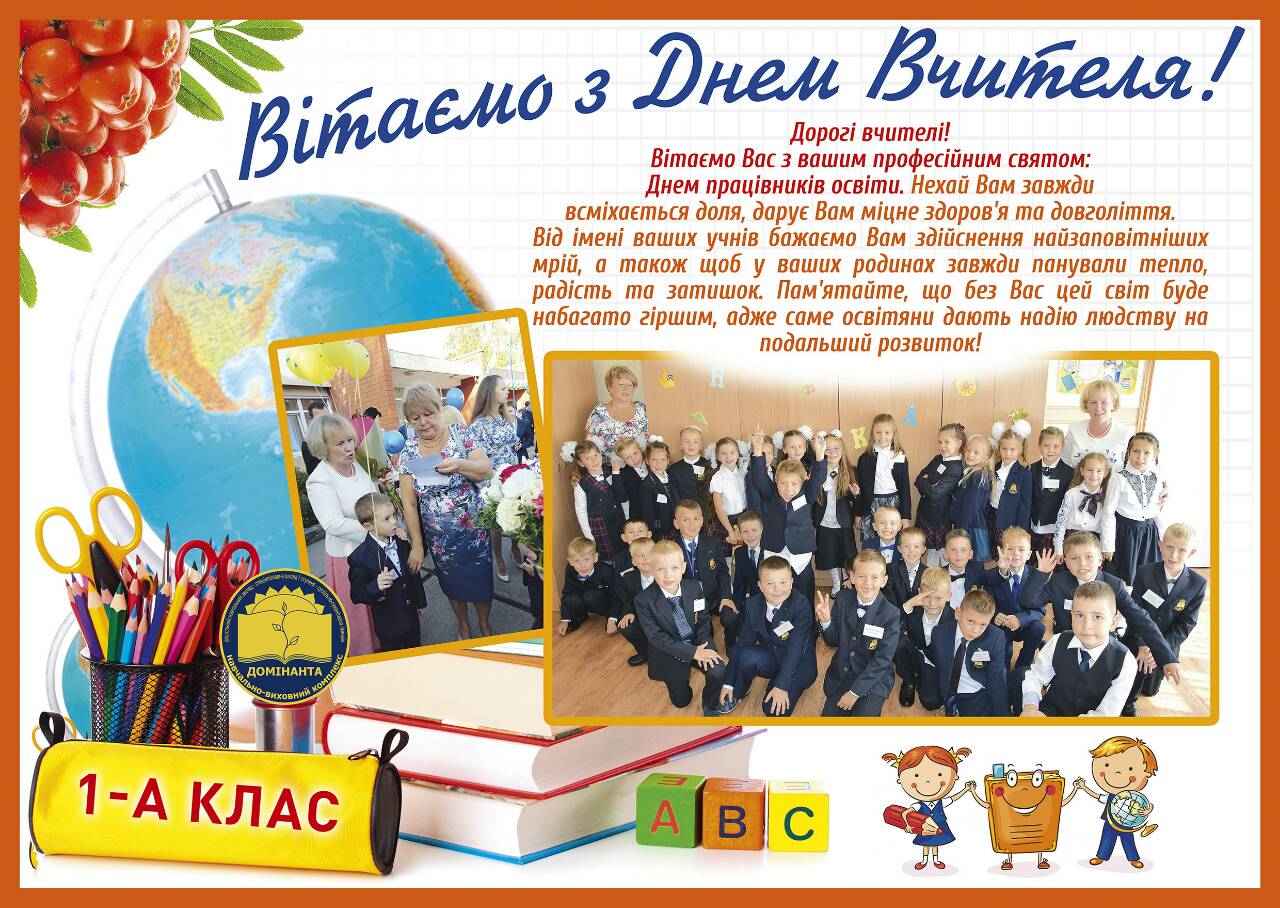 Вітаємо з Днем Вчителя!
Дорогі вчителі!
Вітаємо Вас з вашим професійним святом:
Днем працівників освіти. Нехай Вам завжди
всміхається доля, дарує Вам міцне здоров'я та довголіття.
Від імені ваших учнів бажаємо Вам здійснення найзаповітніших
мрій, а також щоб у ваших родинах завжди панували тепло,
радість та затишок. Пам'ятайте, що без Вас цей світ буде
набагато гіршим, адже саме освітяни дають надію людству на
подальший розвиток!
Н
К А
ДОМІНАНТА
навчально-виховний комплекс
1-А КЛАС
A B C